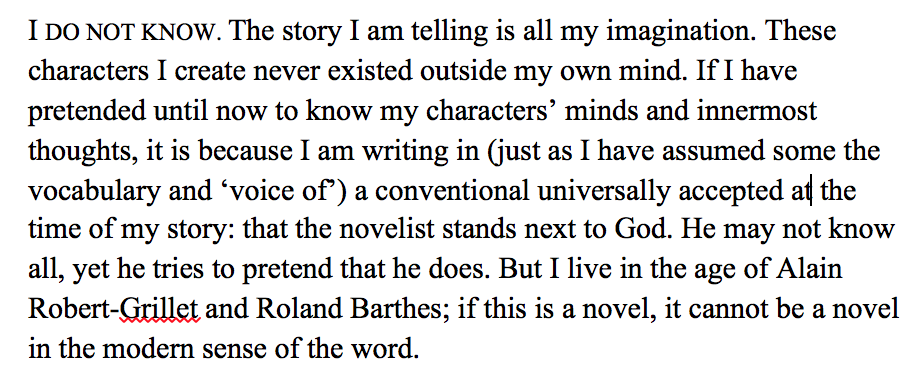 I DO NOT KNOW. The story I am telling is all my imagination. These
characters I create never existed outside my own mind. If I have
pretended until now to know my characters’ minds and innermost
thoughts, it is because I am writing in (just as I have assumed some the
vocabulary and ‘voice of’) a conventional universally accepted at the
time of my story: that the novelist stands next to God. He may not know
all, yet he tries to pretend that he does. But I live in the age of Alain
Robert-Grillet and Roland Barthes; if this is a novel, it cannot be a novel
in the modern sense of the word.